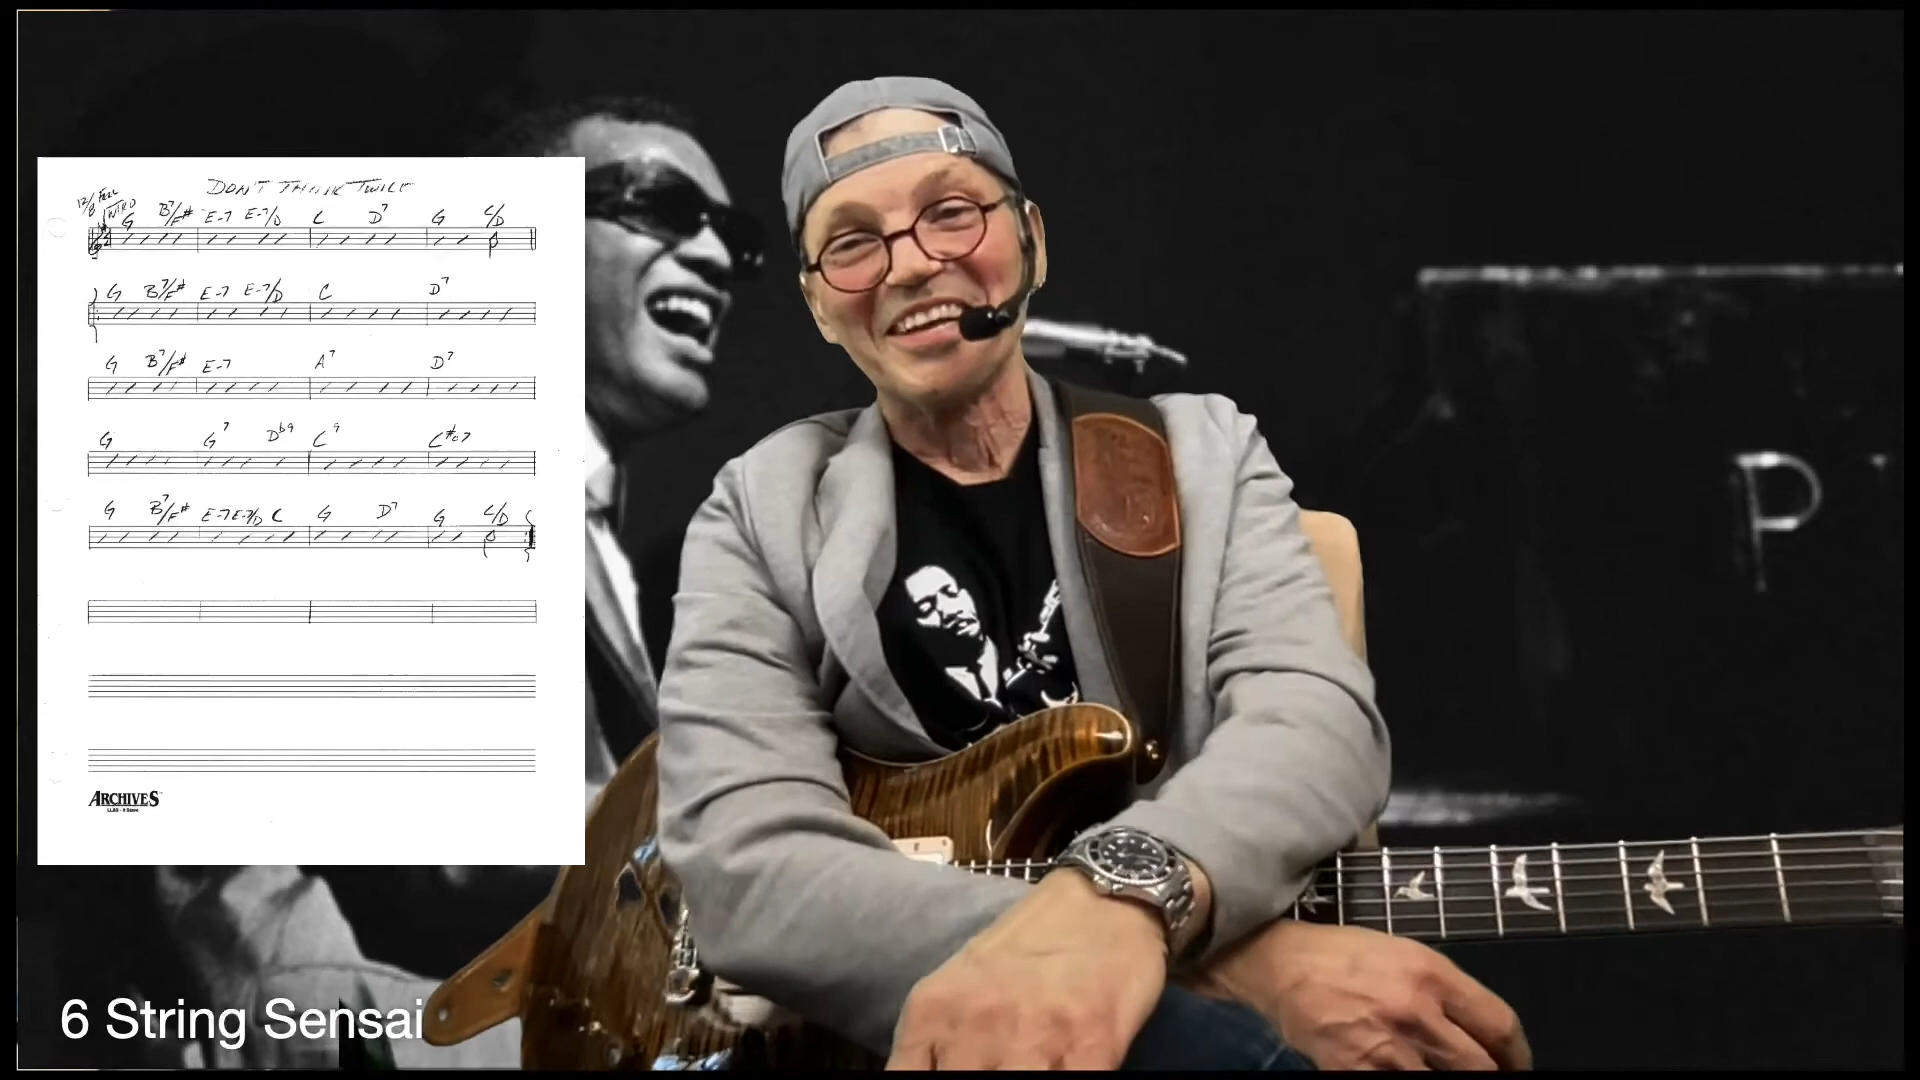 DON'T THINK TWICE
12/8 FEEL
INTRO
G B7/F# E-7 E-7/D C D7 G C/D
G B7/F# E-7 E-7/D C D7
G B7/F# E-7 A7 D7
G G7 Db9 C9 C#o7
G B7/F# E-7 E-7/D C G D7 G C/D
P
ARCHIVES
6 String Sensai